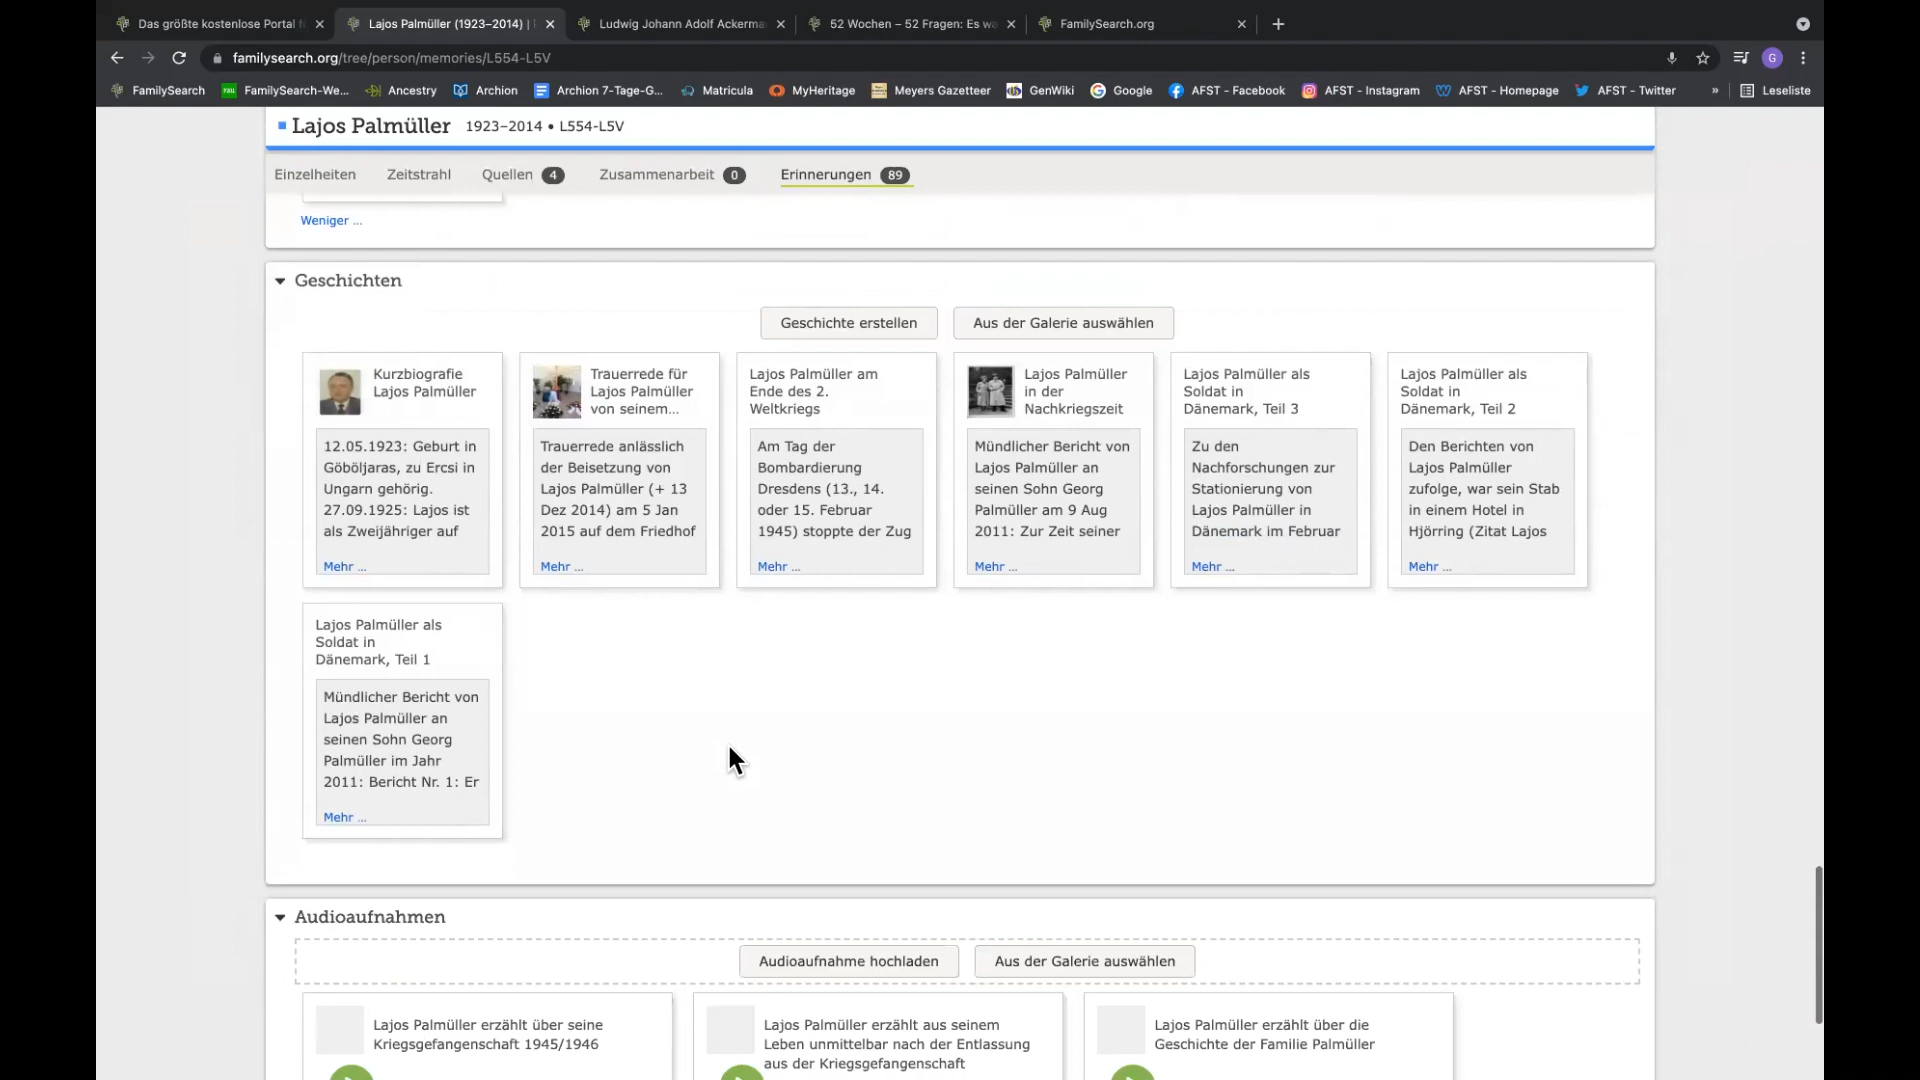 Das größte kostenlose Portal f
Lajos Palmüller (1923–2014) |
Ludwig Johann Adolf Ackerma
52 Wochen – 52 Fragen: Es wa
FamilySearch.org
familysearch.org/tree/person/memories/L554-L5V
G
FamilySearch
FamilySearch-We...
Ancestry
Archion
Archion 7-Tage-G...
Matricula
MyHeritage
Meyers Gazetteer
GenWiki
Google
AFST - Facebook
AFST - Instagram
AFST - Homepage
AFST - Twitter
»
Leseliste
Lajos Palmüller 1923–2014 • L554-L5V
Einzelheiten
Zeitstrahl
Quellen 4
Zusammenarbeit 0
Erinnerungen 89
Weniger ...
Geschichten
Geschichte erstellen
Aus der Galerie auswählen
Kurzbiografie
Lajos Palmüller
12.05.1923: Geburt in
Göböljaras, zu Ercsi in
Ungarn gehörig.
27.09.1925: Lajos ist
als Zweijähriger auf
Mehr ...
Trauerrede für
Lajos Palmüller
von seinem...
Trauerrede anlässlich
der Beisetzung von
Lajos Palmüller (+ 13
Dez 2014) am 5 Jan
2015 auf dem Friedhof
Mehr ...
Lajos Palmüller am
Ende des 2.
Weltkriegs
Am Tag der
Bombardierung
Dresdens (13., 14.
oder 15. Februar
1945) stoppte der Zug
Mehr ...
Lajos Palmüller
in der
Nachkriegszeit
Mündlicher Bericht von
Lajos Palmüller an
seinen Sohn Georg
Palmüller am 9 Aug
2011: Zur Zeit seiner
Mehr ...
Lajos Palmüller als
Soldat in
Dänemark, Teil 3
Zu den
Nachforschungen zur
Stationierung von
Lajos Palmüller in
Dänemark im Februar
Mehr ...
Lajos Palmüller als
Soldat in
Dänemark, Teil 2
Den Berichten von
Lajos Palmüller
zufolge, war sein Stab
in einem Hotel in
Hjörring (Zitat Lajos
Mehr ...
Lajos Palmüller als
Soldat in
Dänemark, Teil 1
Mündlicher Bericht von
Lajos Palmüller an
seinen Sohn Georg
Palmüller im Jahr
2011: Bericht Nr. 1: Er
Mehr ...
Audioaufnahmen
Audioaufnahme hochladen
Aus der Galerie auswählen
Lajos Palmüller erzählt über seine
Kriegsgefangenschaft 1945/1946
Lajos Palmüller erzählt aus seinem
Leben unmittelbar nach der Entlassung
aus der Kriegsgefangenschaft
Lajos Palmüller erzählt über die
Geschichte der Familie Palmüller